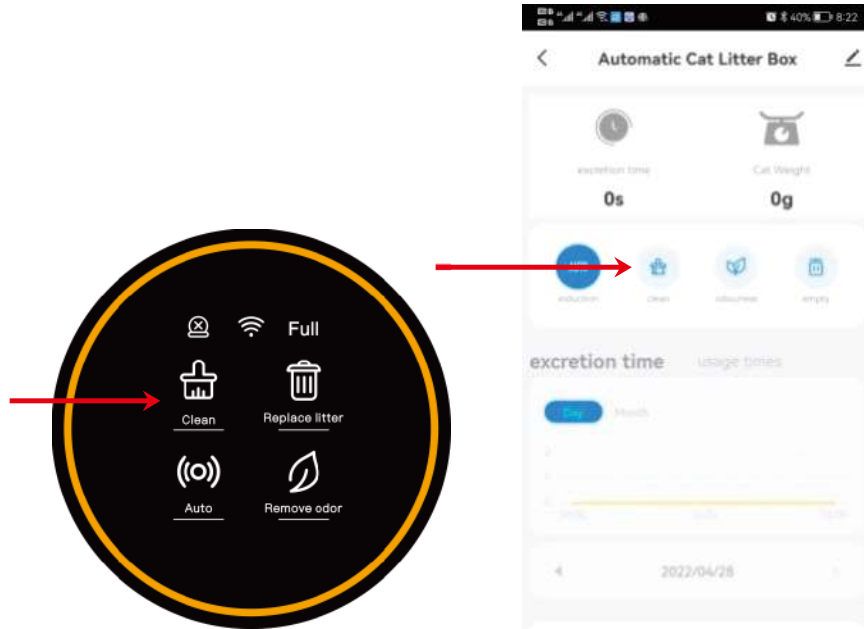 Full
Clean
Replace litter
Auto
Remove odor
40% 8:22
Automatic Cat Litter Box
excretion time
Cat Weight
0s
0g
induction
clean
empty
excretion time
usage times
Day
Month
2022/04/28